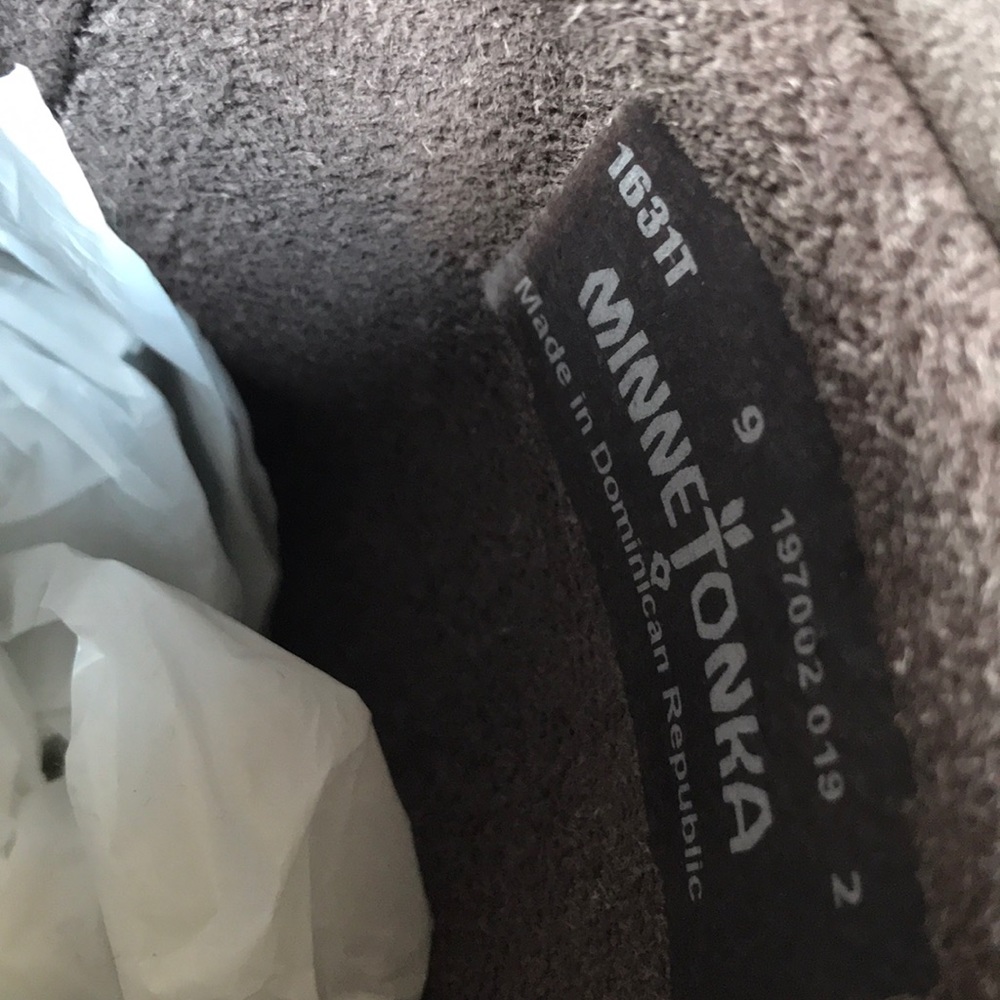 1631T 9 197002 019 2
MINNETONKA
Made in Dominican Republic